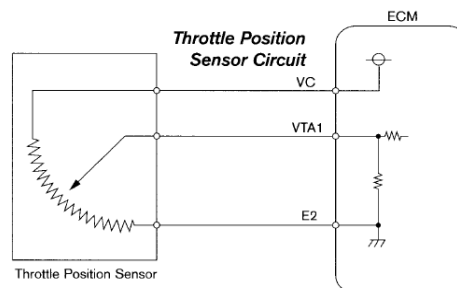 ECM
Throttle Position
Sensor Circuit
VC
VTA1
E2
Throttle Position Sensor